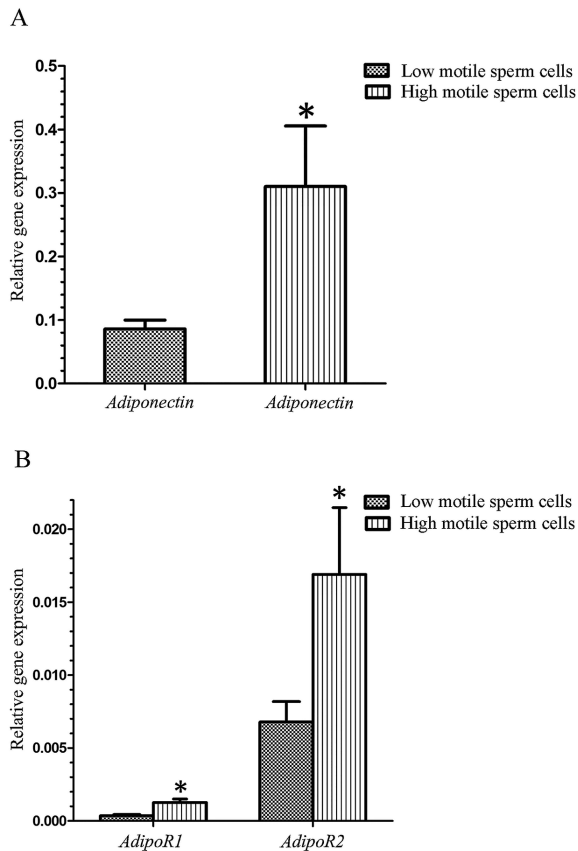 A
Low motile sperm cells
High motile sperm cells
Relative gene expression
0.5
0.4
0.3
0.2
0.1
0.0
*
Adiponectin Adiponectin
B
Low motile sperm cells
High motile sperm cells
Relative gene expression
0.020
0.015
0.010
0.005
0.000
*
*
AdipoR1 AdipoR2